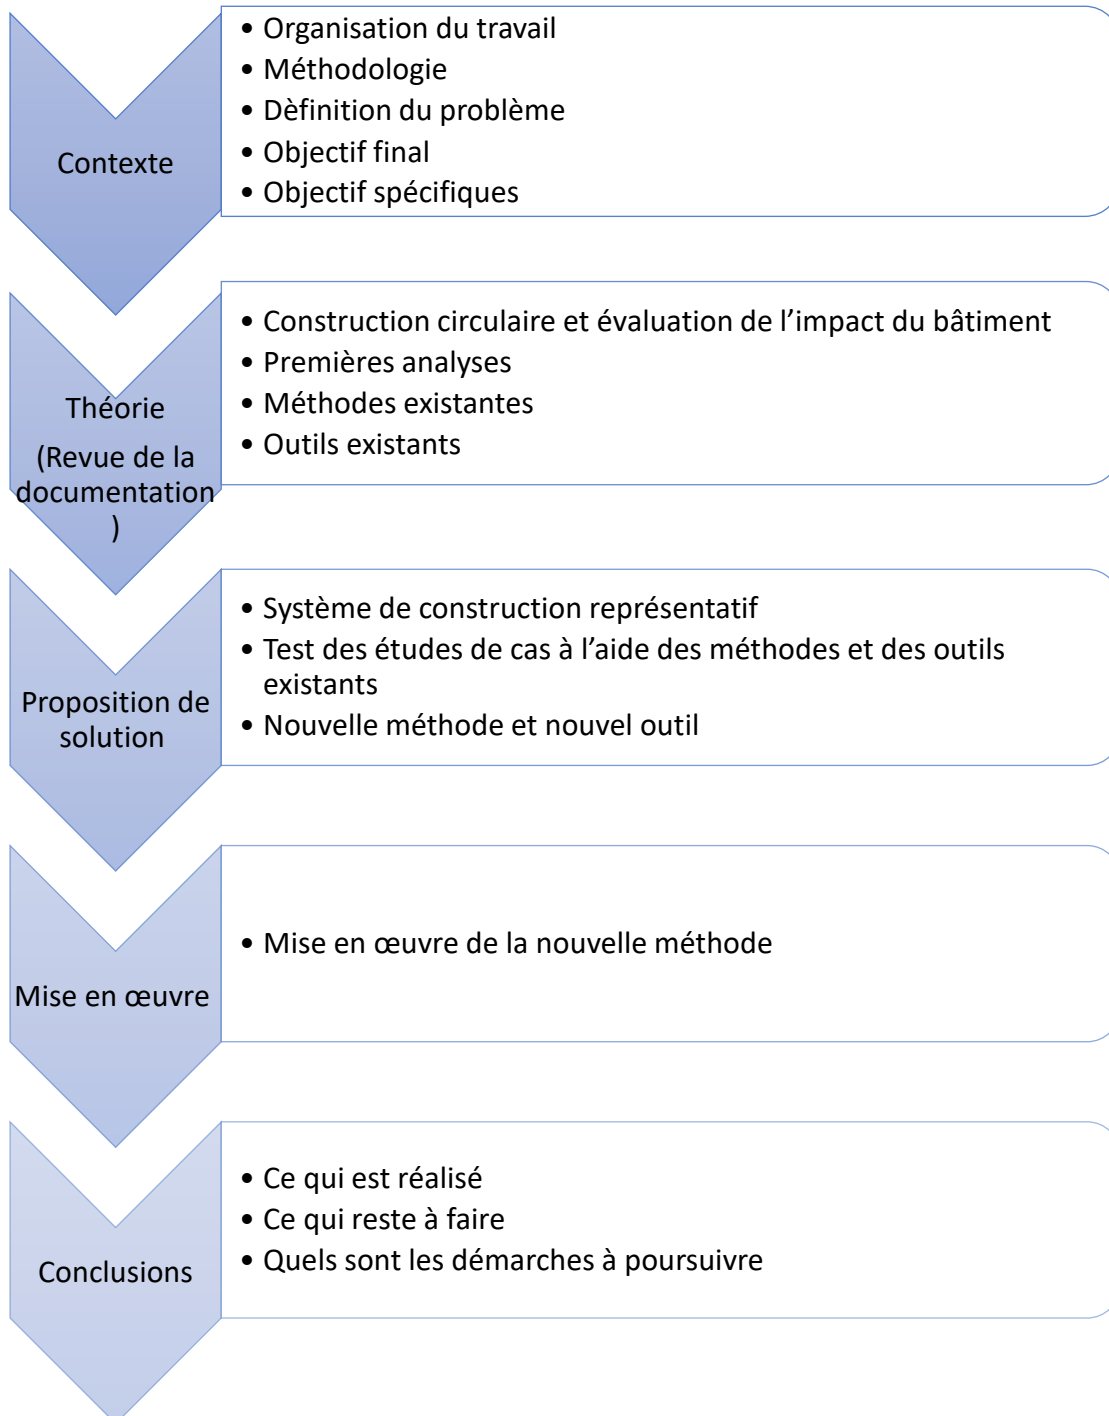 Contexte
• Organisation du travail
• Méthodologie
• Dèfinition du problème
• Objectif final
• Objectif spécifiques
Théorie
(Revue de la
documentation
)
• Construction circulaire et évaluation de l’impact du bâtiment
• Premières analyses
• Méthodes existantes
• Outils existants
Proposition de
solution
• Système de construction représentatif
• Test des études de cas à l’aide des méthodes et des outils
existants
• Nouvelle méthode et nouvel outil
Mise en œuvre
• Mise en œuvre de la nouvelle méthode
Conclusions
• Ce qui est réalisé
• Ce qui reste à faire
• Quels sont les démarches à poursuivre